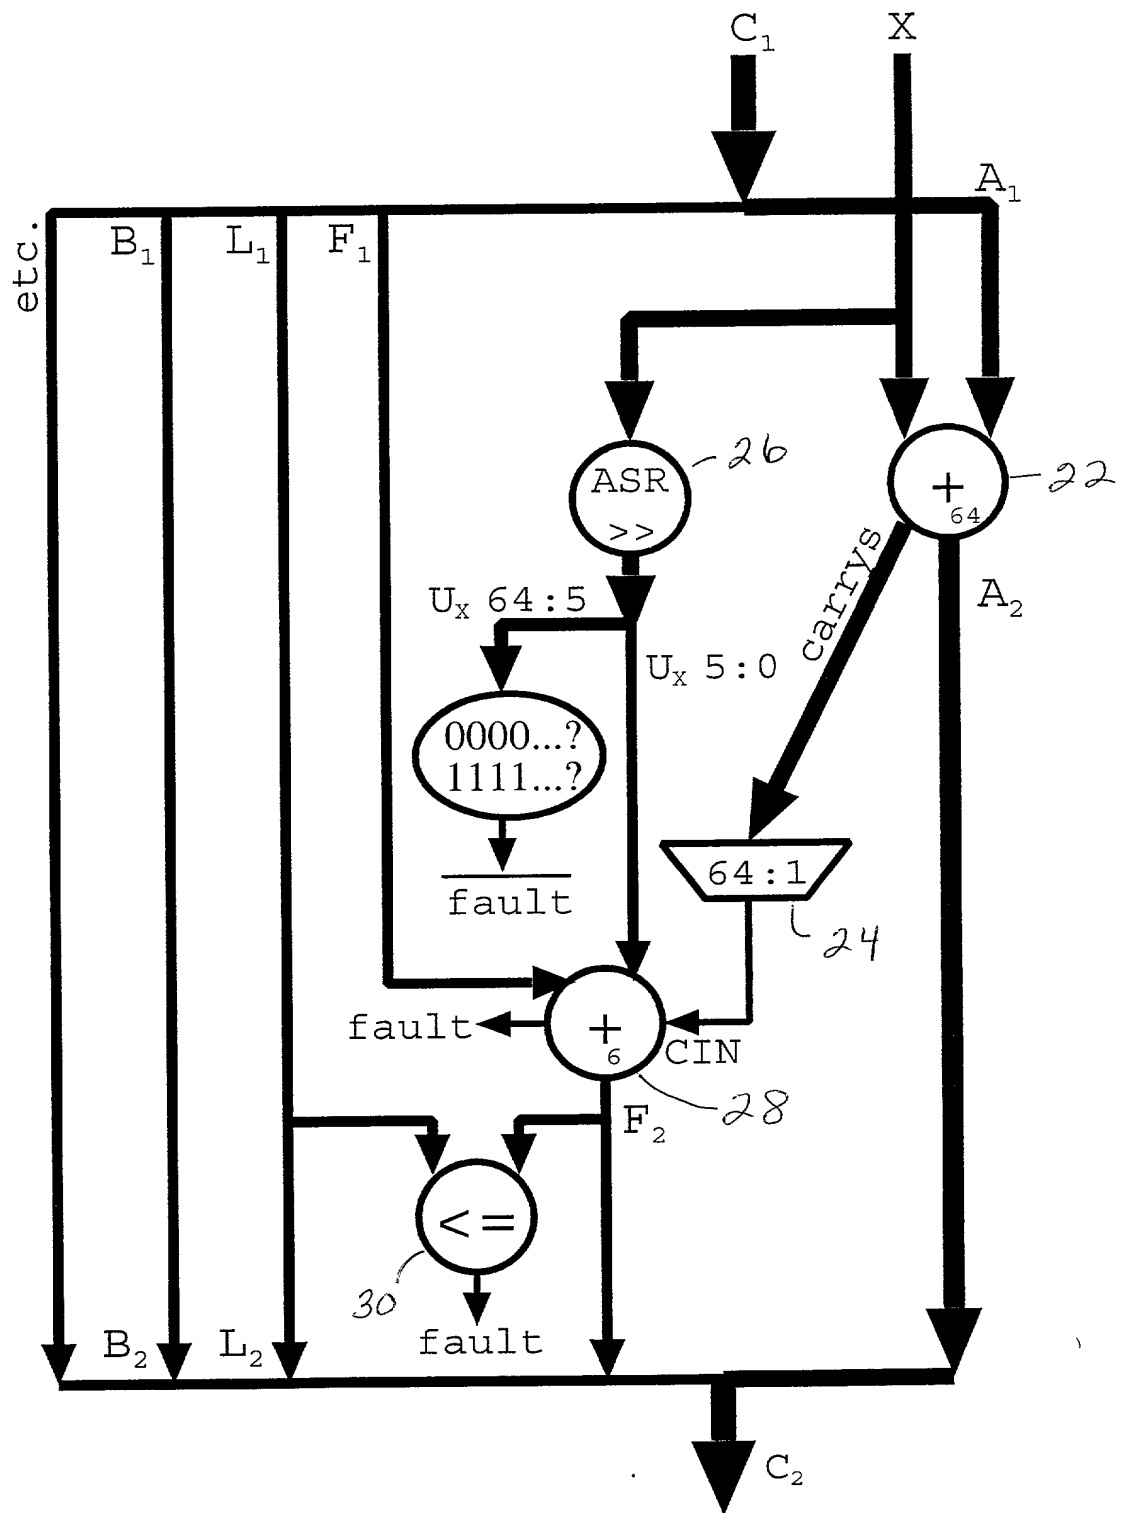 C₁ X
A₁
etc. B₁ L₁ F₁
ASR
>>
26
+
64
22
carrys
A₂
Uₓ 64:5
Uₓ 5:0
0000...?
1111...?
fault
64:1
24
fault
+
6
CIN
28
F₂
<=
30
fault
B₂ L₂
C₂